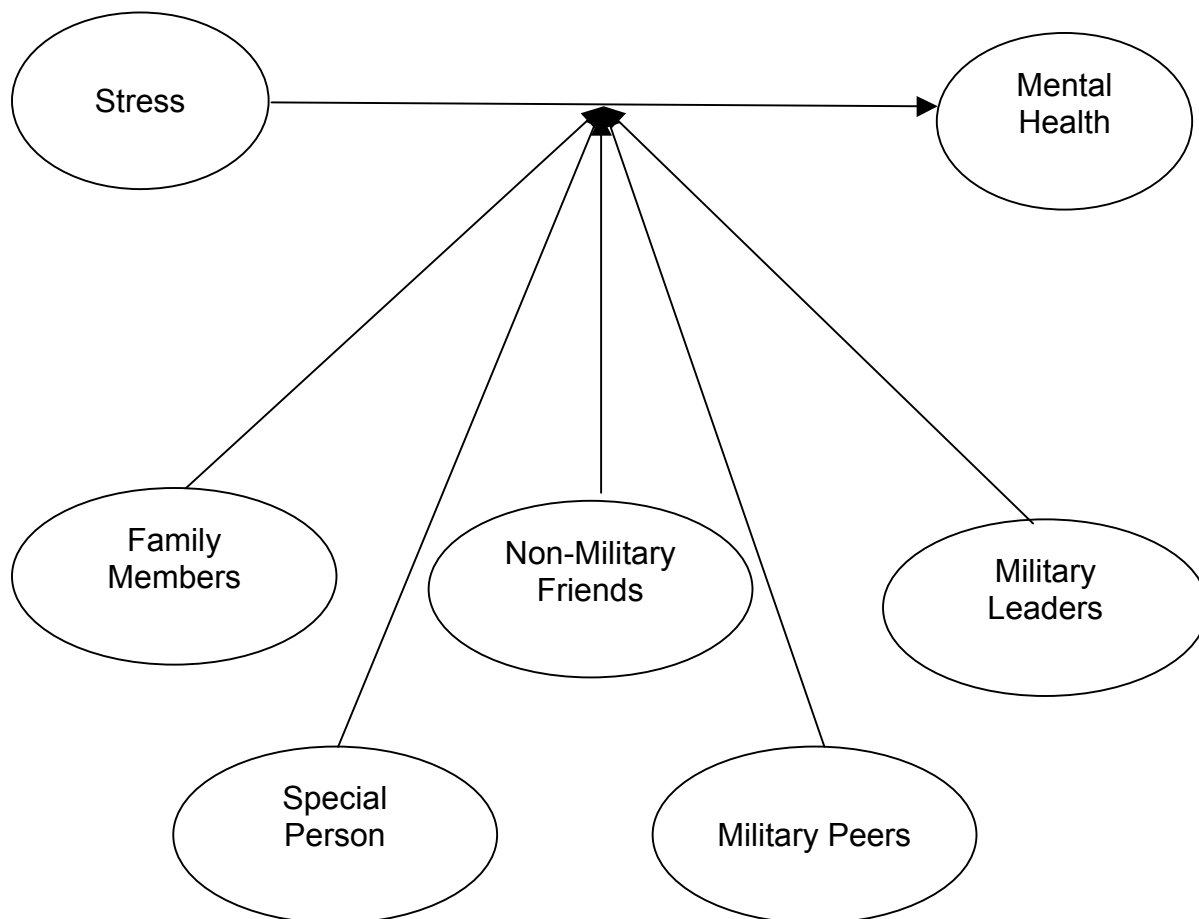 Stress
Mental
Health
Family
Members
Non-Military
Friends
Military
Leaders
Special
Person
Military Peers